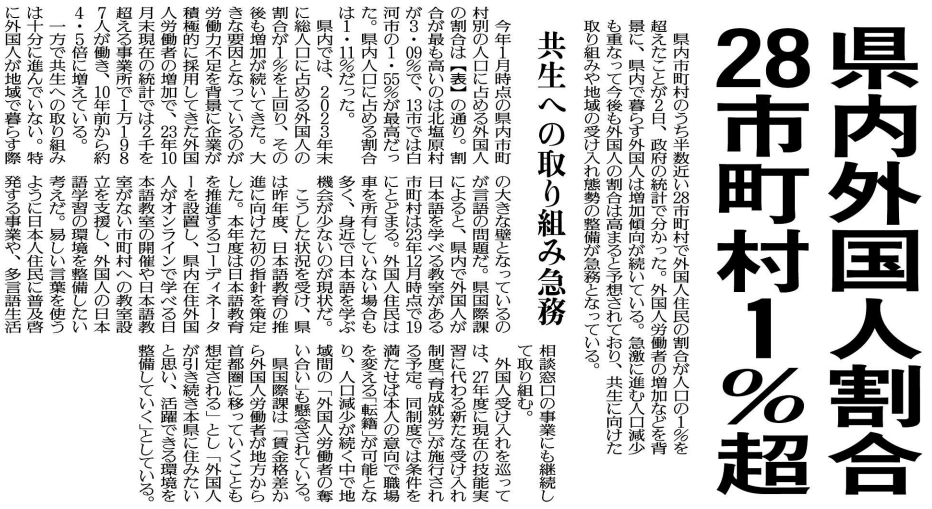 県内外国人割合
28市町村1%超
県内市町村のうち半数近い28市町村で外国人住民の割合が人口の1%を
超えたことが2日、政府の統計で分かった。外国人労働者の増加などを背
景に、県内で暮らす外国人は増加傾向が続いている。急激に進む人口減少
も重なって今後も外国人の割合は高まると予想されており、共生に向けた
取り組みや地域の受け入れ態勢の整備が急務となっている。
共生への取り組み急務
今年1月時点の県内市町
村別の人口に占める外国人
の割合は【表】の通り。割
合が最も高いのは北塩原村
が3・09%で、13市では白
河市の1・55%が最高だっ
た。県内人口に占める割合
は1・11%だった。
県内では、2023年末
に総人口に占める外国人の
割合が1%を上回り、その
後も増加が続いてきた。大
きな要因となっているのが
労働力不足を背景に企業が
積極的に採用してきた外国
人労働者の増加で、23年10
月末現在の統計では2千を
超える事業所で1万198
7人が働き、10年前から約
4・5倍に増えている。
一方で共生への取り組み
は十分に進んでいない。特
に外国人が地域で暮らす際
の大きな壁となっているの
が言語の問題だ。県国際課
によると、県内で外国人が
日本語を学べる教室がある
市町村は23年12月時点で19
にとどまる。外国人住民は
車を所有していない場合も
多く、身近で日本語を学ぶ
機会が少ないのが現状だ。
こうした状況を受け、県
は昨年度、日本語教育の推
進に向けた初の指針を策定
した。本年度は日本語教育
を推進するコーディネータ
ーを設置し、県内在住外国
人がオンラインで学べる日
本語教室の開催や日本語教
室がない市町村への教室設
立を支援し、外国人の日本
語学習の環境を整備したい
考えだ。易しい言葉を使う
ように日本人住民に普及啓
発する事業や、多言語生活
相談窓口の事業にも継続し
て取り組む。
外国人受け入れを巡って
は、27年度に現在の技能実
習に代わる新たな受け入れ
制度「育成就労」が施行され
る予定。同制度では条件を
満たせば本人の意向で職場
を変える「転籍」が可能とな
り、人口減少が続く中で地
域間の「外国人労働者の奪
い合い」も懸念されている。
県国際課は「賃金格差か
ら外国人労働者が地方から
首都圏に移っていくことも
想定される」とし「外国人
が引き続き本県に住みたい
と思い、活躍できる環境を
整備していく」としている。